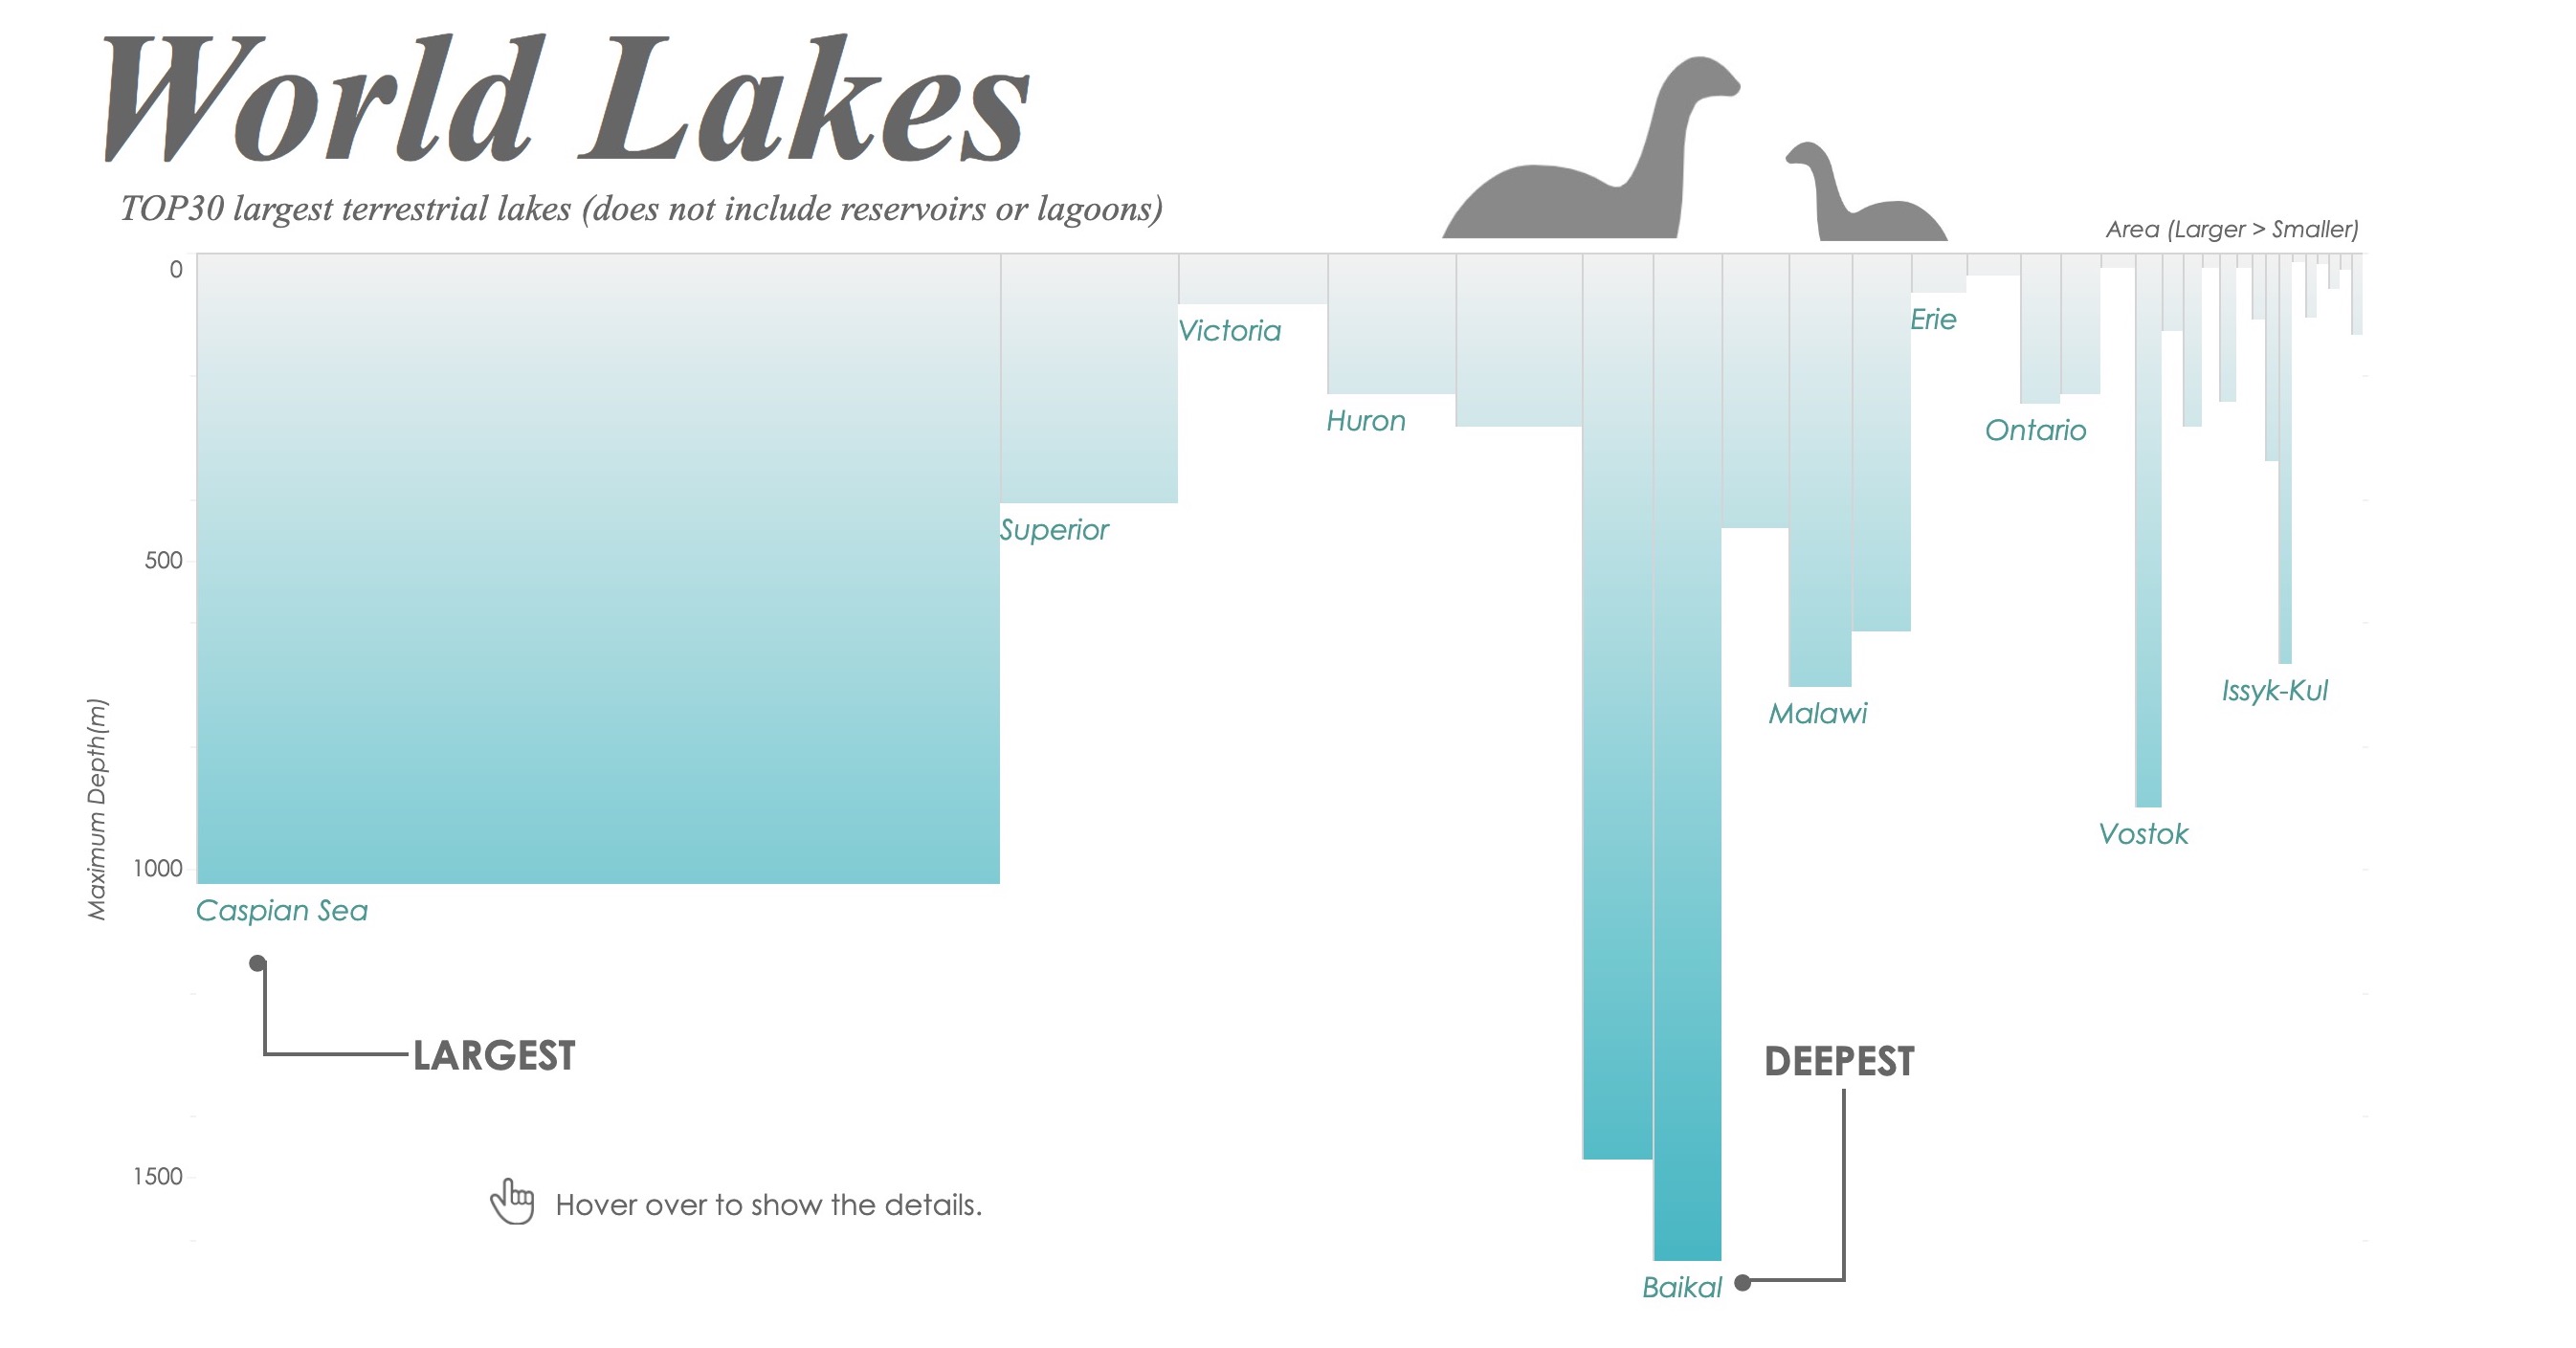 World Lakes
TOP30 largest terrestrial lakes (does not include reservoirs or lagoons)
Area (Larger > Smaller)
0
Erie
Victoria
Huron
Ontario
Superior
500
Issyk-Kul
Malawi
Vostok
Maximum Depth(m)
1000
Caspian Sea
LARGEST
DEEPEST
1500
Hover over to show the details.
Baikal